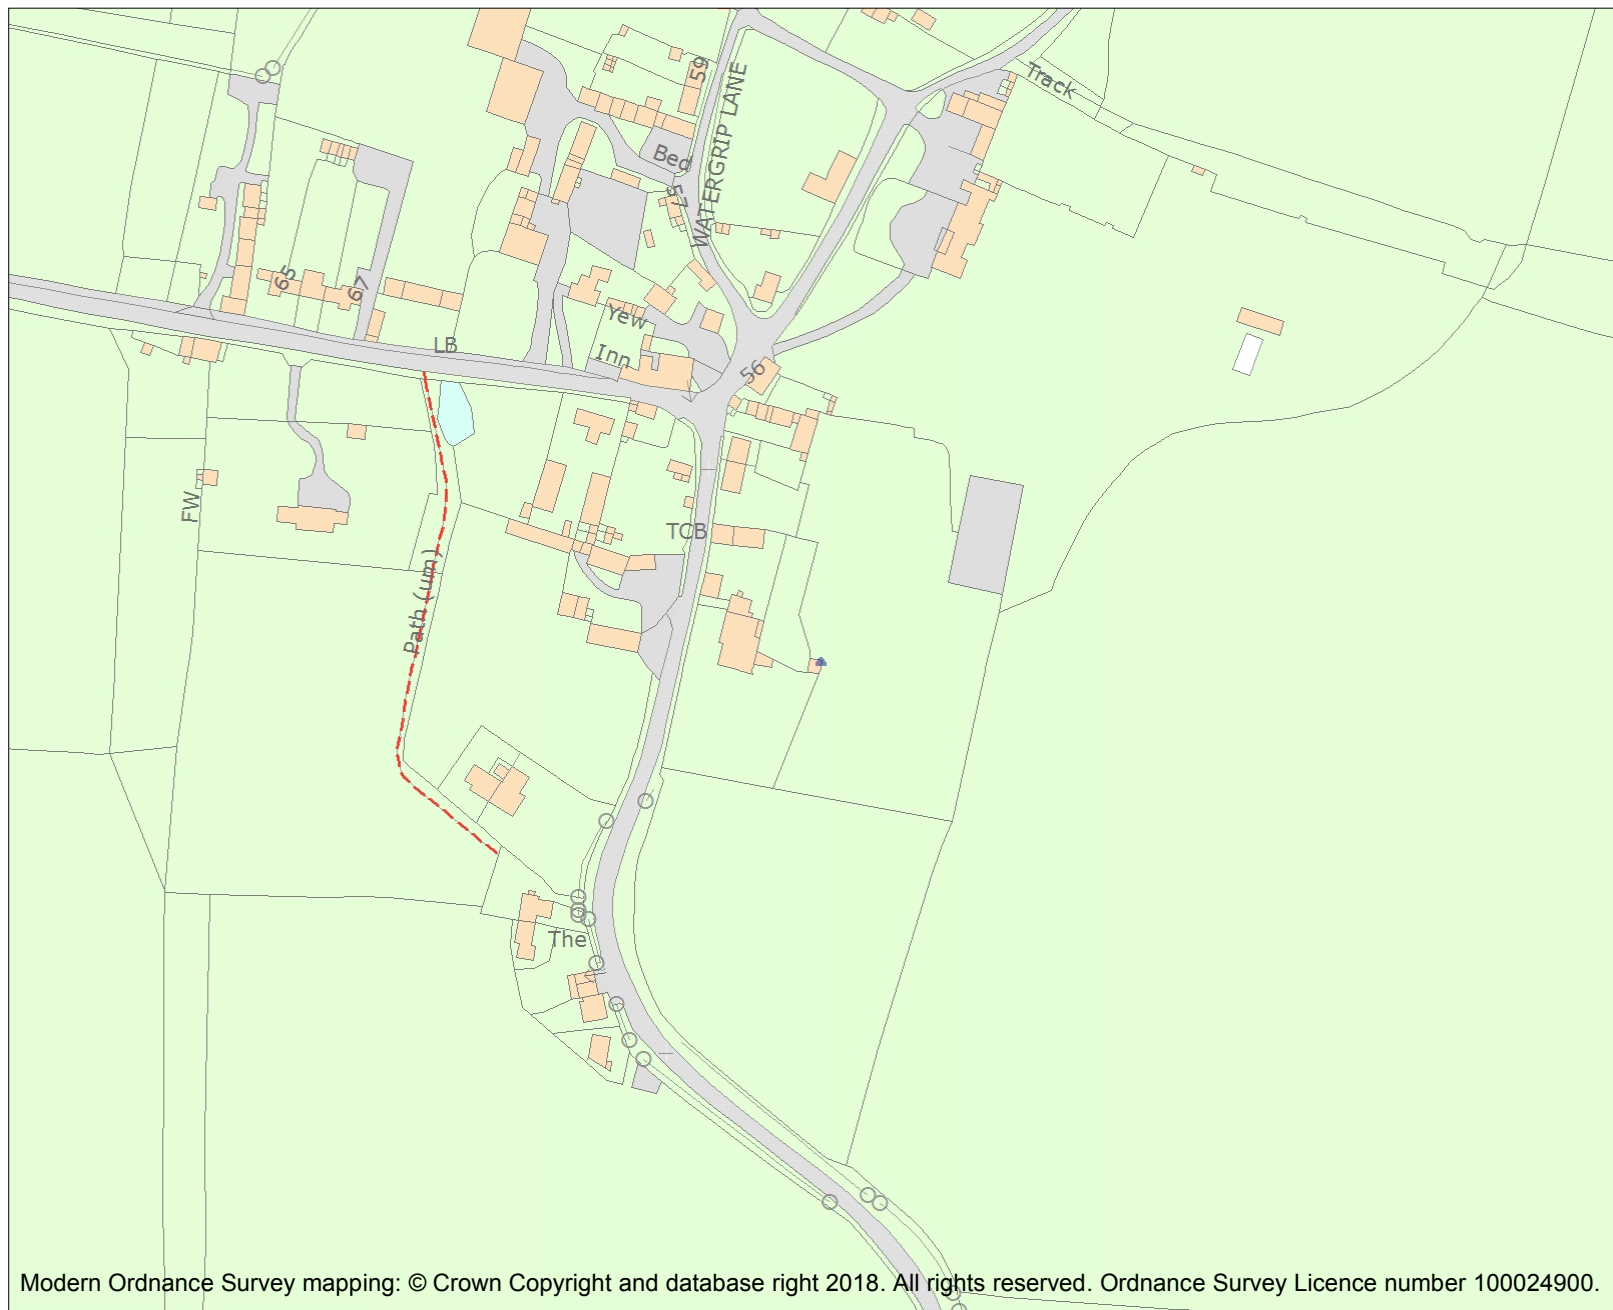 59
WATERGRIP LANE
Track
Bed
57
65
67
Yew
LB
Inn
56
FW
TCB
Path (um)
The
Modern Ordnance Survey mapping: © Crown Copyright and database right 2018. All rights reserved. Ordnance Survey Licence number 100024900.